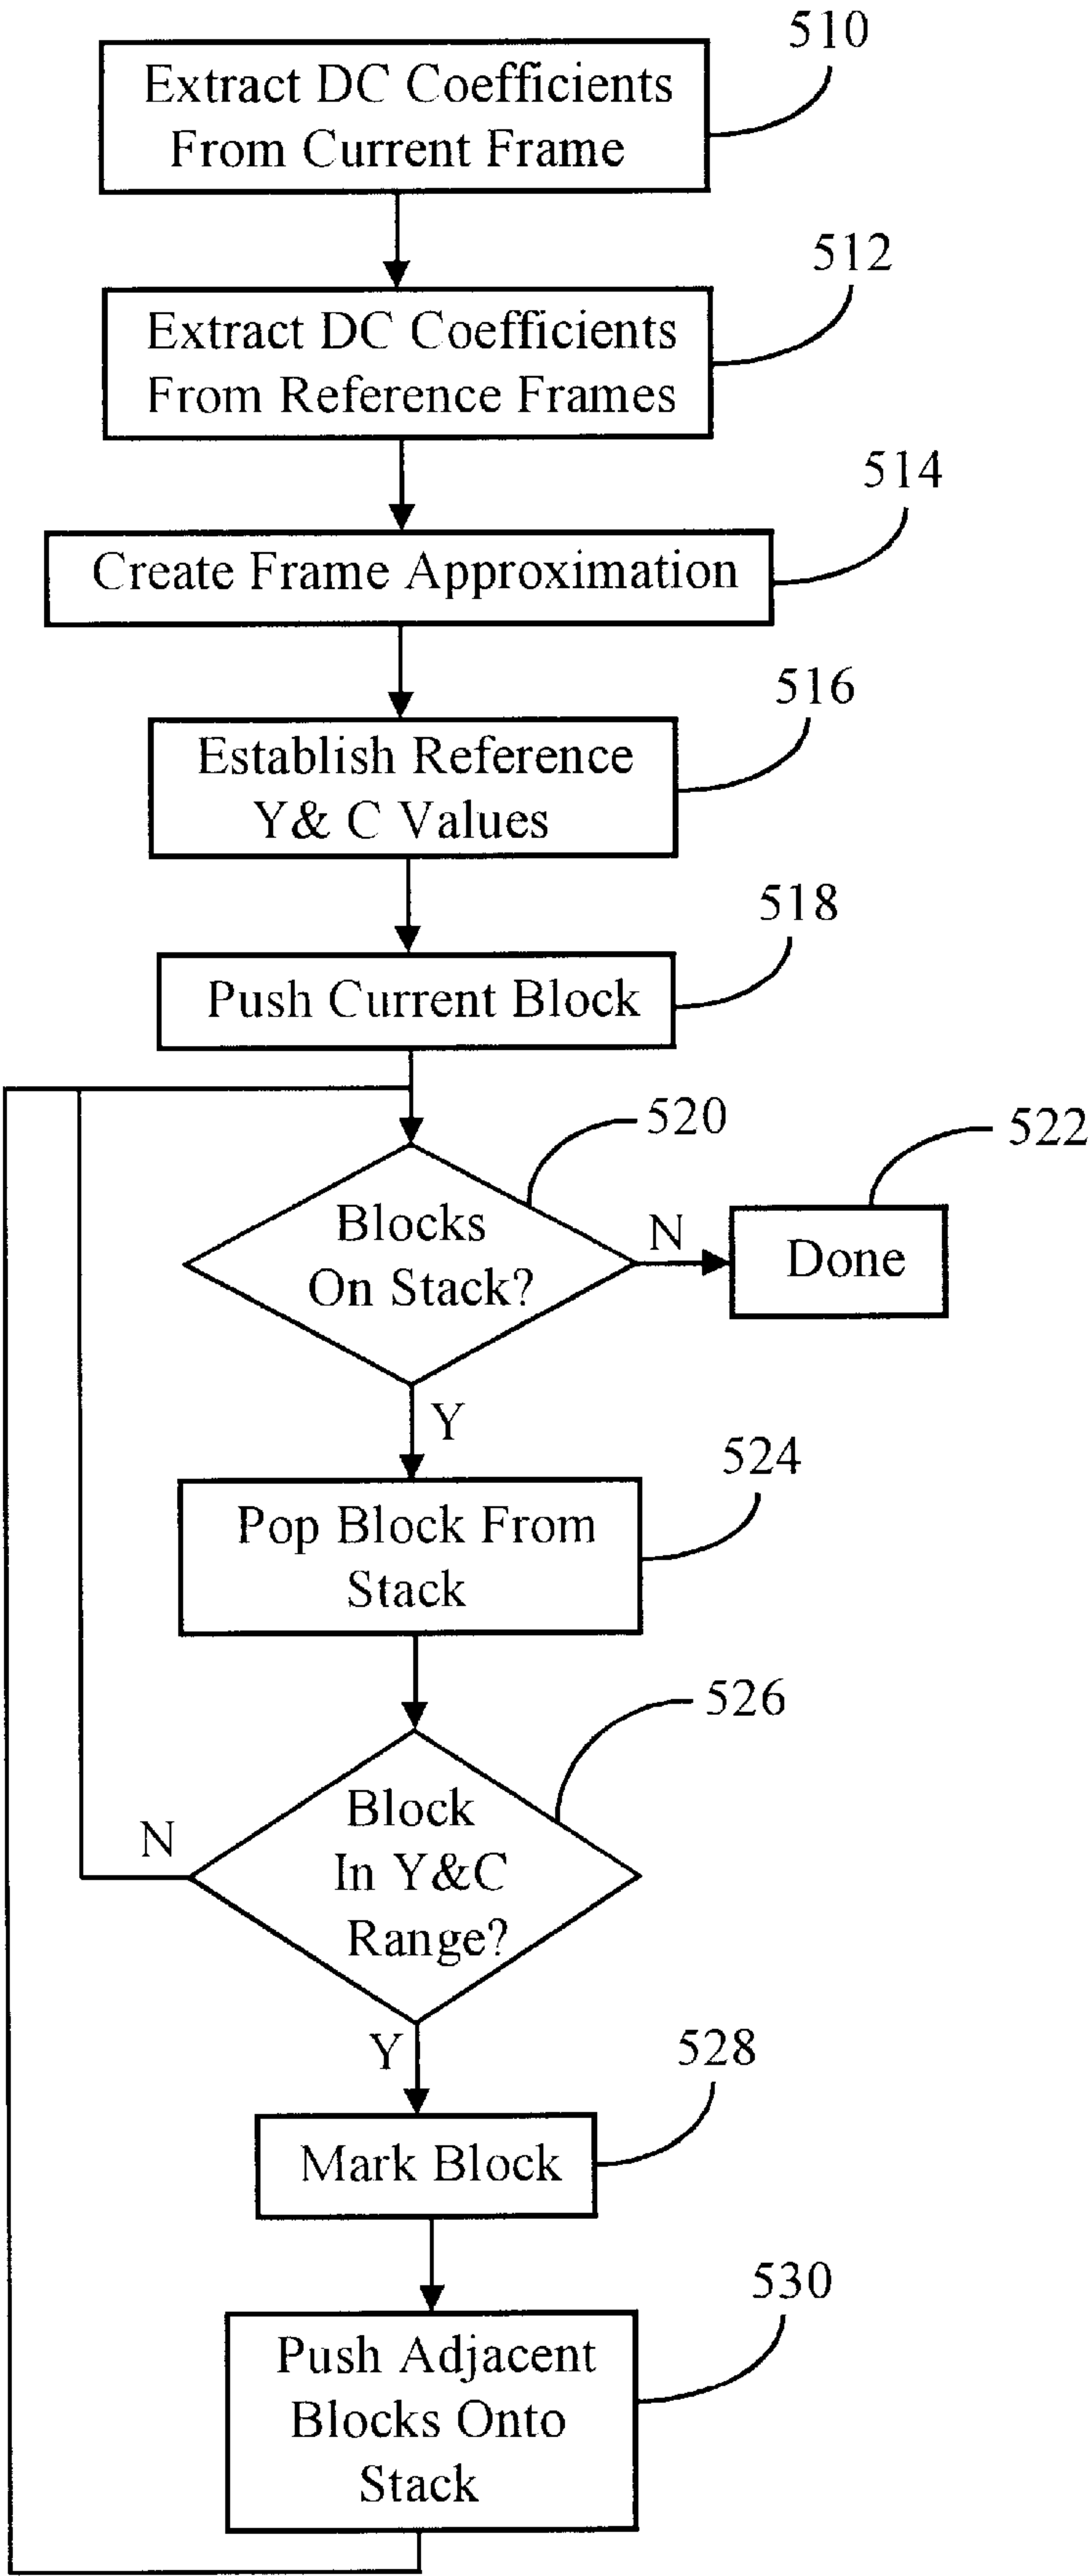 510
Extract DC Coefficients
From Current Frame
512
Extract DC Coefficients
From Reference Frames
514
Create Frame Approximation
516
Establish Reference
Y& C Values
518
Push Current Block
520
522
Blocks
On Stack?
N
Done
Y
524
Pop Block From
Stack
526
Block
In Y&C
Range?
N
Y
528
Mark Block
530
Push Adjacent
Blocks Onto
Stack